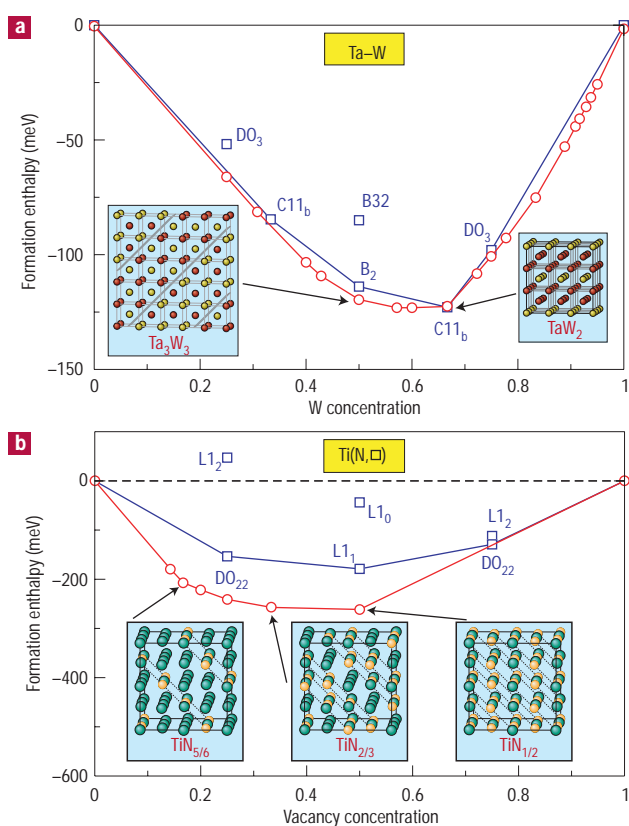 a
Ta–W
Formation enthalpy (meV)
0
−50
−100
−150
DO₃
C11b
B32
B₂
DO₃
C11b
Ta₃W₃
TaW₂
0 0.2 0.4 0.6 0.8 1
W concentration
b
Ti(N,□)
Formation enthalpy (meV)
0
−200
−400
−600
L1₂
L1₀
L1₁
L1₂
DO₂₂
DO₂₂
TiN₅/₆
TiN₂/₃
TiN₁/₂
0 0.2 0.4 0.6 0.8 1
Vacancy concentration